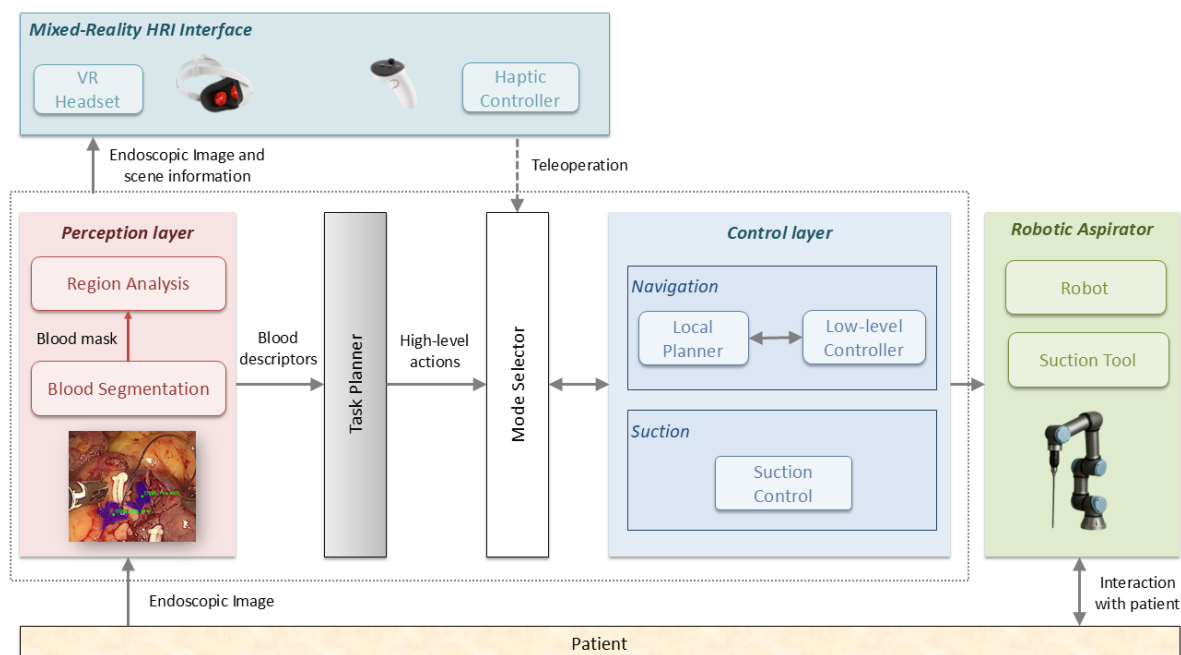 Mixed-Reality HRI Interface
VR
Headset
Haptic
Controller
Endoscopic Image and
scene information
Teleoperation
Perception layer
Region Analysis
Blood mask
Blood Segmentation
Blood
descriptors
Task Planner
High-level
actions
Mode Selector
Control layer
Navigation
Local
Planner
Low-level
Controller
Suction
Suction
Control
Robotic Aspirator
Robot
Suction Tool
Endoscopic Image
Interaction
with patient
Patient